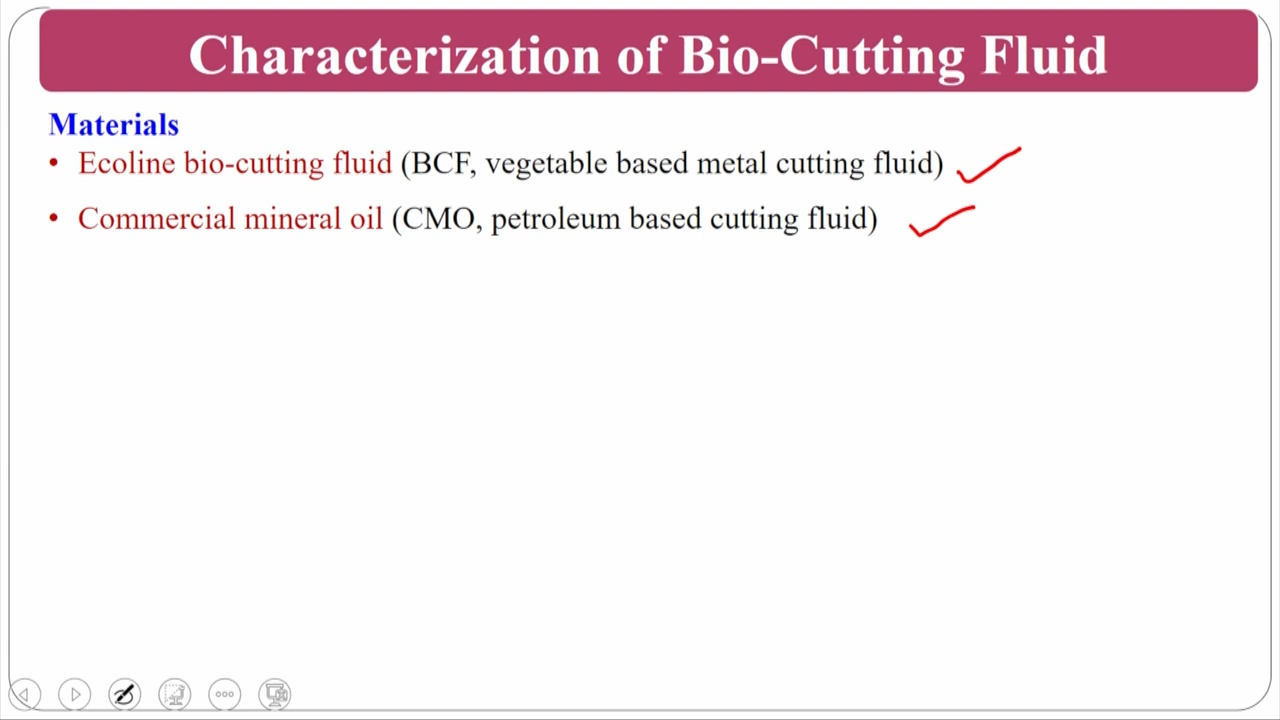 Characterization of Bio-Cutting Fluid
Materials
• Ecoline bio-cutting fluid (BCF, vegetable based metal cutting fluid)
• Commercial mineral oil (CMO, petroleum based cutting fluid)